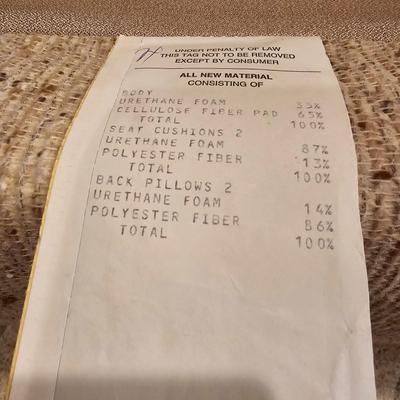 UNDER PENALTY OF LAW
THIS TAG NOT TO BE REMOVED
EXCEPT BY CONSUMER
ALL NEW MATERIAL
CONSISTING OF
BODY
URETHANE FOAM 35%
CELLULOSE FIBER PAD 65%
TOTAL 100%
SEAT CUSHIONS 2
URETHANE FOAM 87%
POLYESTER FIBER 13%
TOTAL 100%
BACK PILLOWS 2
URETHANE FOAM 14%
POLYESTER FIBER 86%
TOTAL 100%